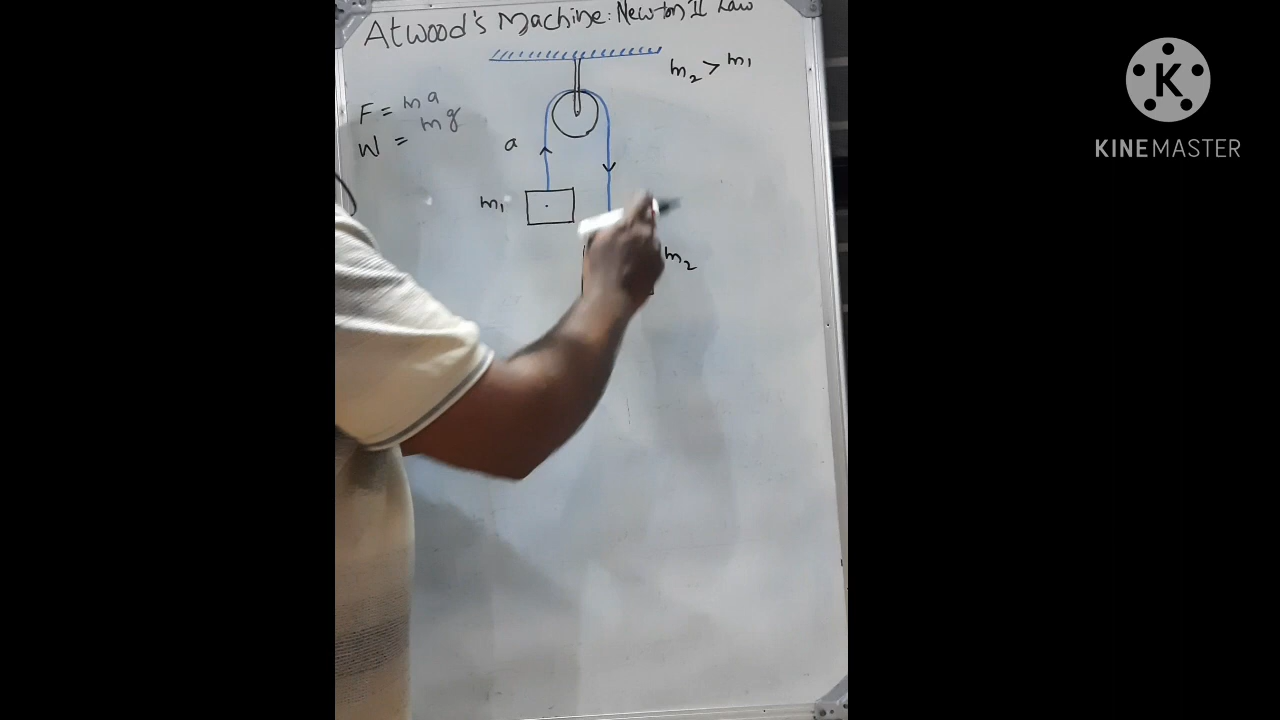 Atwood's Machine: Newton II Law
m₂ > m₁
F = ma
W = mg
a
m₁
m₂
K
KINEMASTER